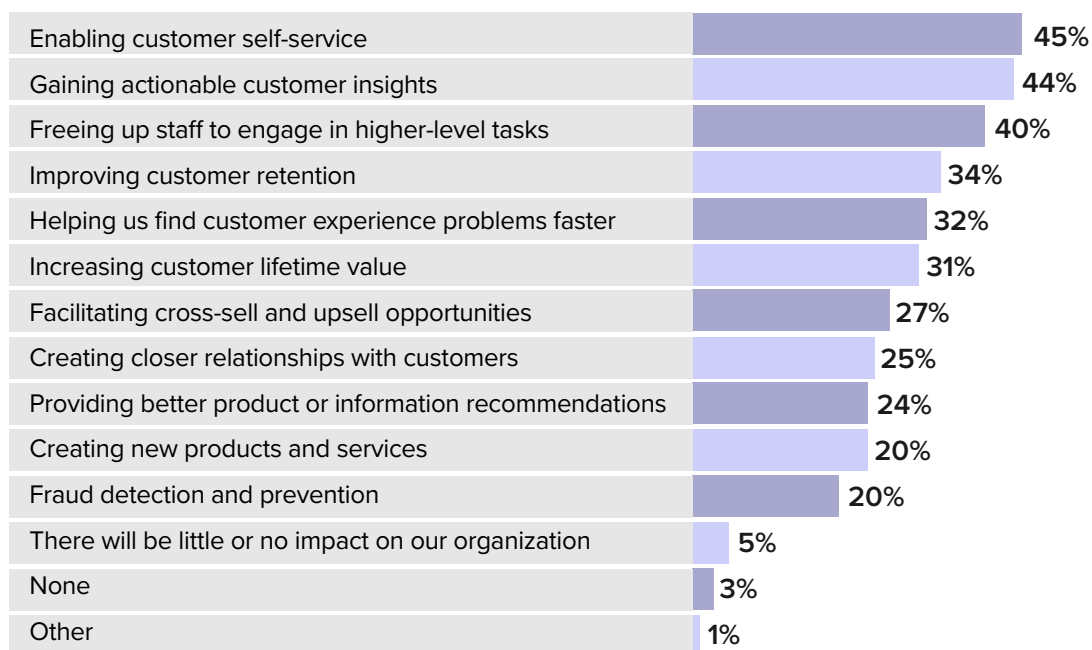 Enabling customer self-service 45%
Gaining actionable customer insights 44%
Freeing up staff to engage in higher-level tasks 40%
Improving customer retention 34%
Helping us find customer experience problems faster 32%
Increasing customer lifetime value 31%
Facilitating cross-sell and upsell opportunities 27%
Creating closer relationships with customers 25%
Providing better product or information recommendations 24%
Creating new products and services 20%
Fraud detection and prevention 20%
There will be little or no impact on our organization 5%
None 3%
Other 1%